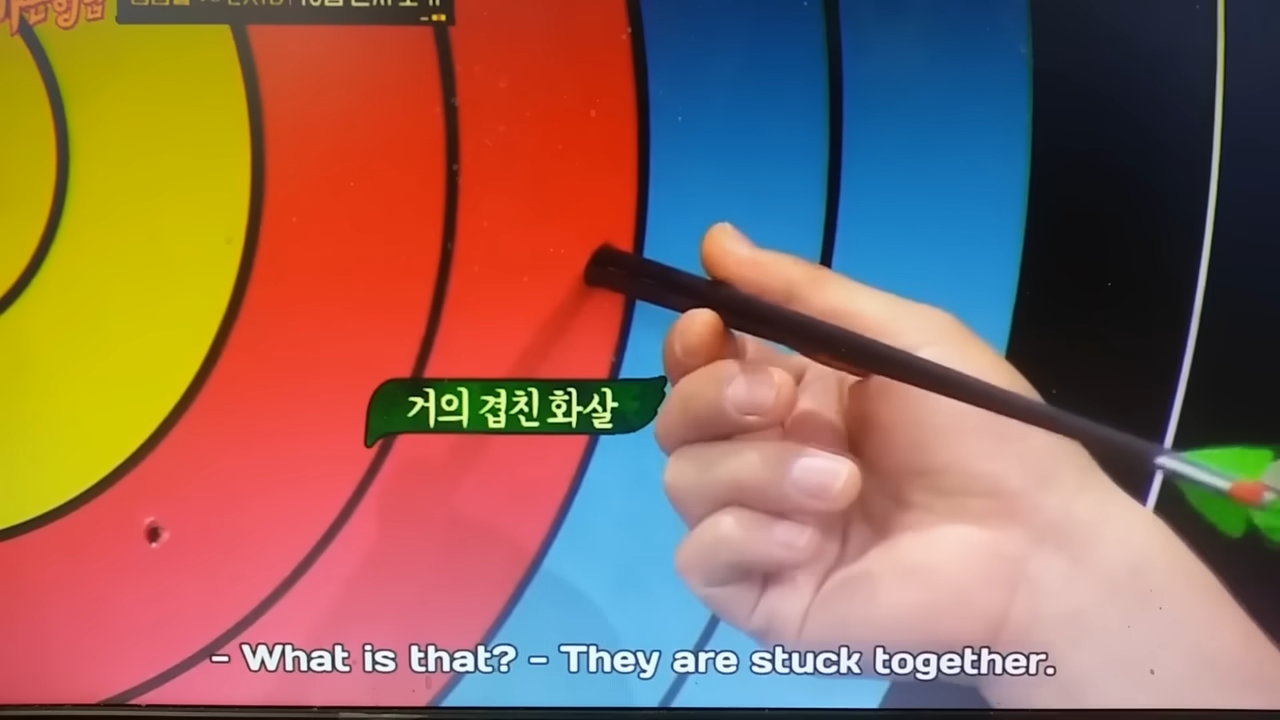 거의 겹친 화살
- What is that? - They are stuck together.